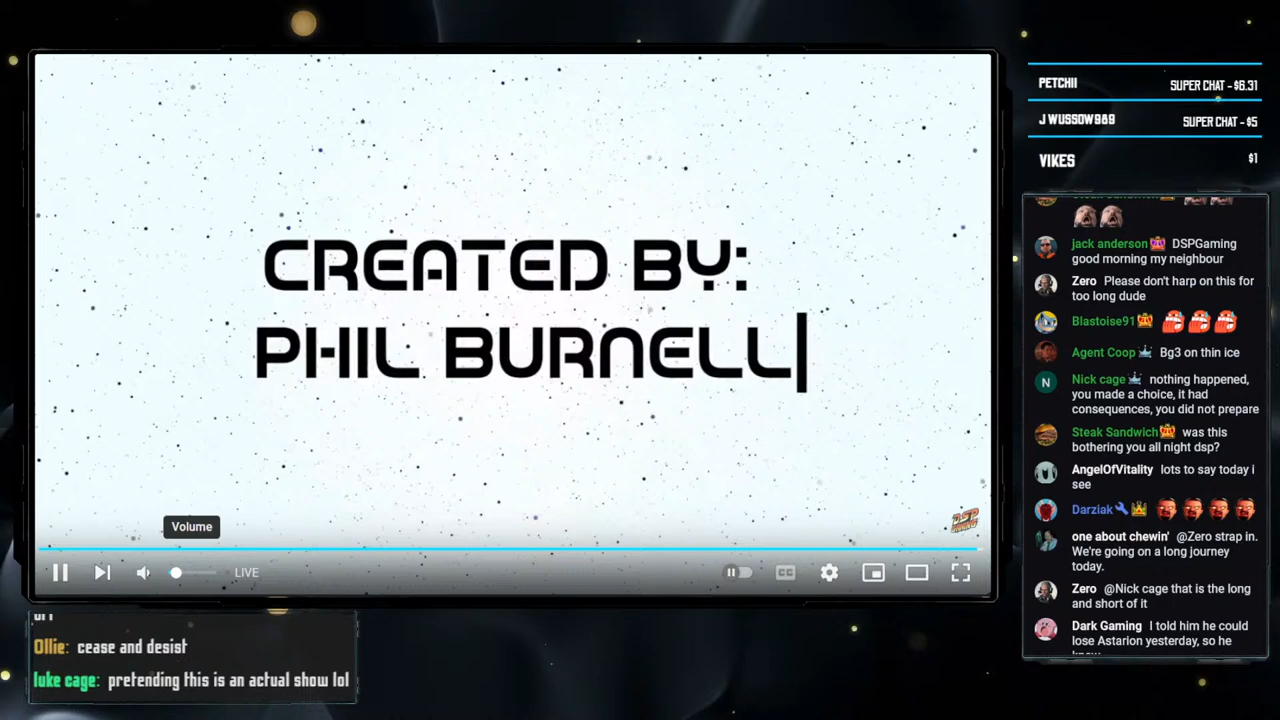 CREATED BY:
PHIL BURNELL
DSP
GAMING
Volume
LIVE
CC
Ollie: cease and desist
luke cage: pretending this is an actual show lol
PETCHII SUPER CHAT - $6.31
J WUSSOW989 SUPER CHAT - $5
VIKES $1
jack anderson DSPGaming
good morning my neighbour
Zero Please don't harp on this for
too long dude
Blastoise91
Agent Coop Bg3 on thin ice
N
Nick cage nothing happened,
you made a choice, it had
consequences, you did not prepare
Steak Sandwich was this
bothering you all night dsp?
AngelOfVitality lots to say today i
see
Darziak
one about chewin' @Zero strap in.
We're going on a long journey
today.
Zero @Nick cage that is the long
and short of it
Dark Gaming I told him he could
lose Astarion yesterday, so he